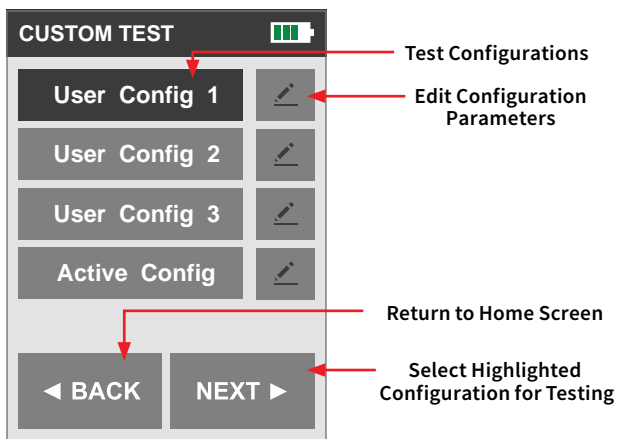 CUSTOM TEST
Test Configurations
User Config 1
Edit Configuration
Parameters
User Config 2
User Config 3
Active Config
Return to Home Screen
◄ BACK
NEXT ►
Select Highlighted
Configuration for Testing